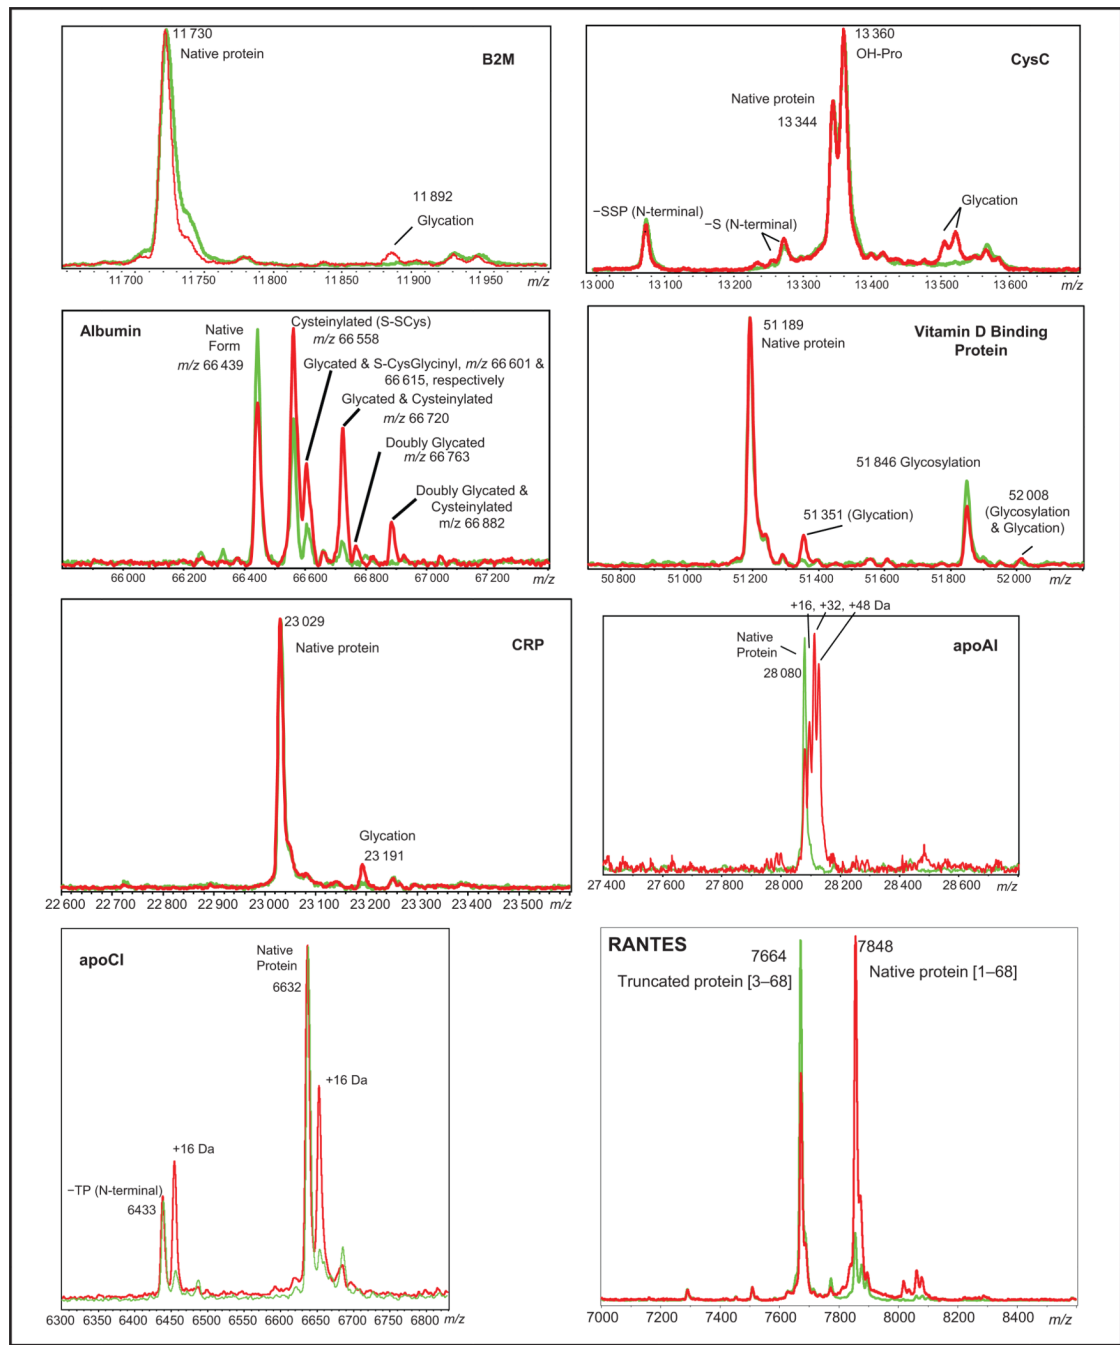 11 730
Native protein
B2M
11 892
Glycation
11 700 11 750 11 800 11 850 11 900 11 950 m/z
13 360
OH-Pro
CysC
Native protein
13 344
−SSP (N-terminal)
−S (N-terminal)
Glycation
13 000 13 100 13 200 13 300 13 400 13 500 13 600 m/z
Albumin
Native
Form
m/z 66 439
Cysteinylated (S-SCys)
m/z 66 558
Glycated & S-CysGlycinyl, m/z 66 601 &
66 615, respectively
Glycated & Cysteinylated
m/z 66 720
Doubly Glycated
m/z 66 763
Doubly Glycated &
Cysteinylated
m/z 66 882
66 000 66 200 66 400 66 600 66 800 67 000 67 200 m/z
51 189
Native protein
Vitamin D Binding
Protein
51 846 Glycosylation
51 351 (Glycation)
52 008
(Glycosylation
& Glycation)
50 800 51 000 51 200 51 400 51 600 51 800 52 000 m/z
23 029
Native protein
CRP
Glycation
23 191
22 600 22 700 22 800 22 900 23 000 23 100 23 200 23 300 23 400 23 500 m/z
+16, +32, +48 Da
Native
Protein
28 080
apoAI
27 400 27 600 27 800 28 000 28 200 28 400 28 600 m/z
apoCI
Native
Protein
6632
+16 Da
+16 Da
−TP (N-terminal)
6433
6300 6350 6400 6450 6500 6550 6600 6650 6700 6750 6800 m/z
RANTES
7664
Truncated protein [3–68]
7848
Native protein [1–68]
7000 7200 7400 7600 7800 8000 8200 8400 m/z